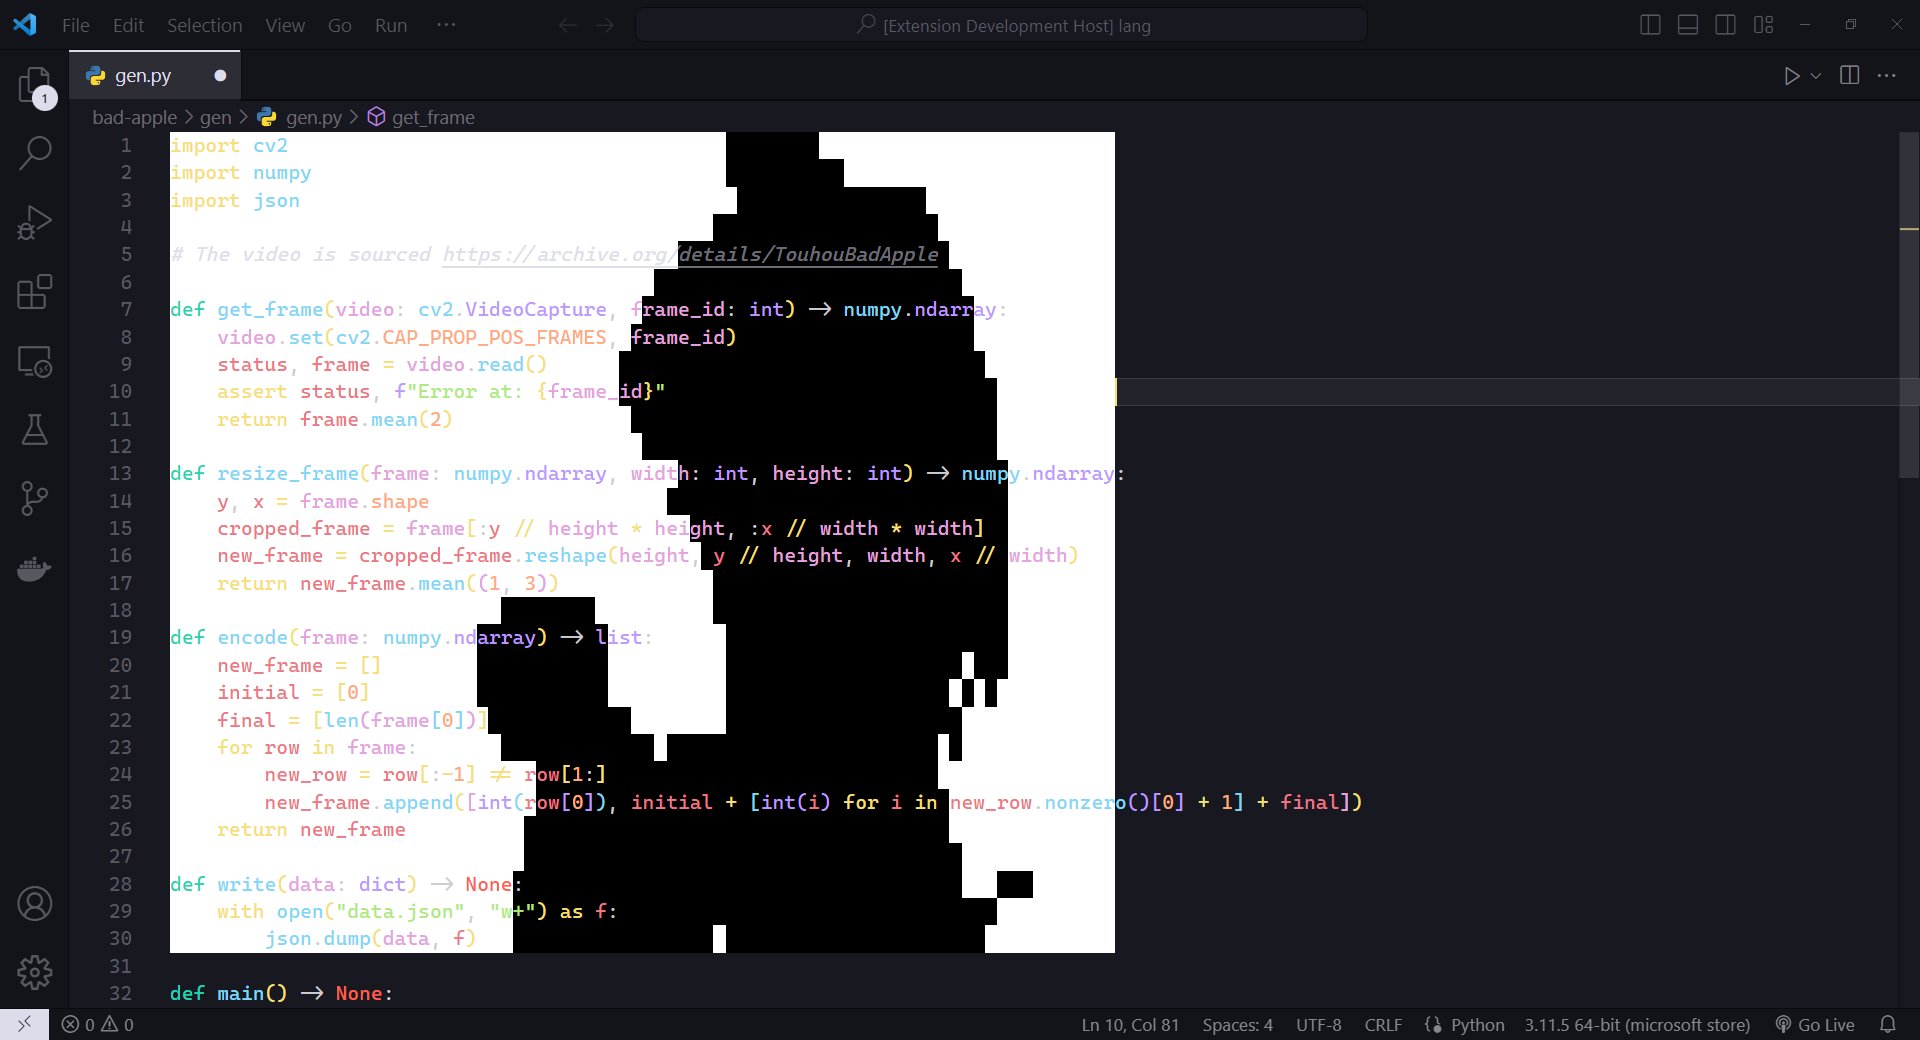 File Edit Selection View Go Run ··· [Extension Development Host] lang
gen.py
1
bad-apple > gen > gen.py > get_frame
1 import cv2
2 import numpy
3 import json
4
5 # The video is sourced https://archive.org/details/TouhouBadApple
6
7 def get_frame(video: cv2.VideoCapture, frame_id: int) -> numpy.ndarray:
8     video.set(cv2.CAP_PROP_POS_FRAMES, frame_id)
9     status, frame = video.read()
10     assert status, f"Error at: {frame_id}"
11     return frame.mean(2)
12
13 def resize_frame(frame: numpy.ndarray, width: int, height: int) -> numpy.ndarray:
14     y, x = frame.shape
15     cropped_frame = frame[:y // height * height, :x // width * width]
16     new_frame = cropped_frame.reshape(height, y // height, width, x // width)
17     return new_frame.mean((1, 3))
18
19 def encode(frame: numpy.ndarray) -> list:
20     new_frame = []
21     initial = [0]
22     final = [len(frame[0])]
23     for row in frame:
24         new_row = row[:-1] != row[1:]
25         new_frame.append([int(row[0]), initial + [int(i) for i in new_row.nonzero()[0] + 1] + final])
26     return new_frame
27
28 def write(data: dict) -> None:
29     with open("data.json", "w+") as f:
30         json.dump(data, f)
31
32 def main() -> None:
0 0 Ln 10, Col 81 Spaces: 4 UTF-8 CRLF Python 3.11.5 64-bit (microsoft store) Go Live